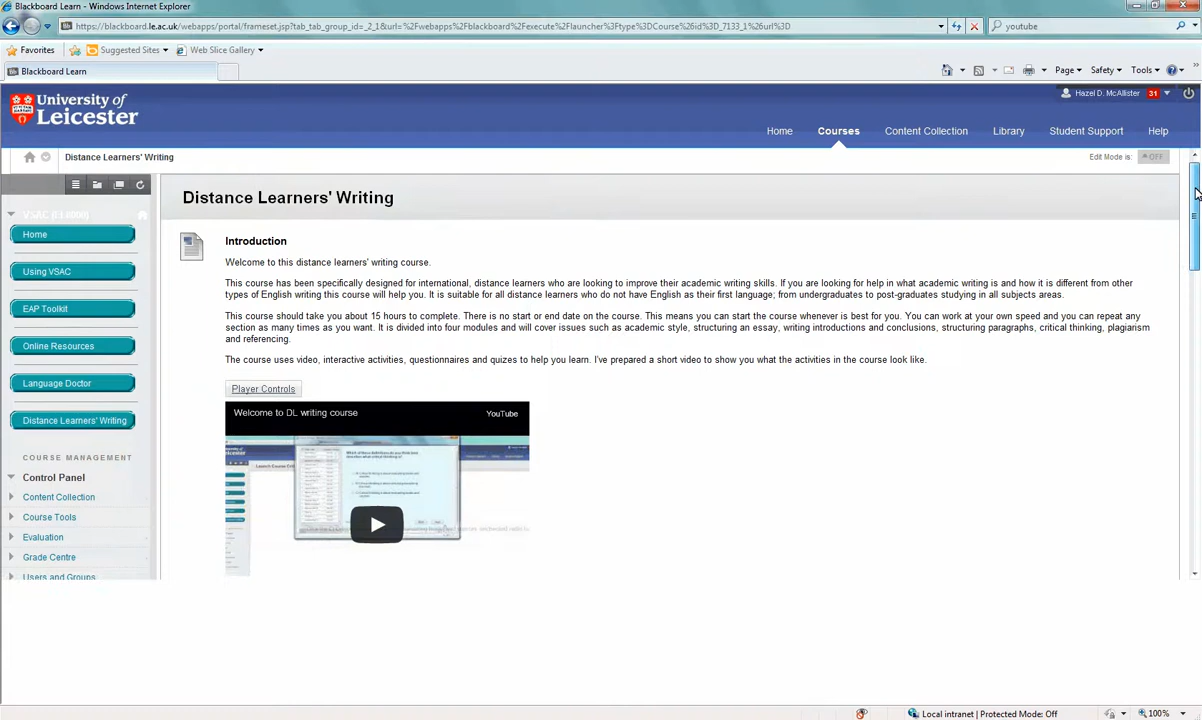 Blackboard Learn - Windows Internet Explorer
https://blackboard.le.ac.uk/webapps/portal/frameset.jsp?tab_tab_group_id=_2_1&url=%2Fwebapps%2Fblackboard%2Fexecute%2Flauncher%3Ftype%3DCourse%26id%3D_7133_1%26url%3D
youtube
Favorites
Suggested Sites
Web Slice Gallery
Blackboard Learn
Page
Safety
Tools
University of
Leicester
Hazel D. McAllister
31
Home
Courses
Content Collection
Library
Student Support
Help
Distance Learners' Writing
Edit Mode is:
OFF
Distance Learners' Writing
Home
Using VSAC
EAP Toolkit
Online Resources
Language Doctor
Distance Learners' Writing
COURSE MANAGEMENT
Control Panel
Content Collection
Course Tools
Evaluation
Grade Centre
Users and Groups
Introduction
Welcome to this distance learners' writing course.
This course has been specifically designed for international, distance learners who are looking to improve their academic writing skills. If you are looking for help in what academic writing is and how it is different from other
types of English writing this course will help you. It is suitable for all distance learners who do not have English as their first language; from undergraduates to post-graduates studying in all subjects areas.
This course should take you about 15 hours to complete. There is no start or end date on the course. This means you can start the course whenever is best for you. You can work at your own speed and you can repeat any
section as many times as you want. It is divided into four modules and will cover issues such as academic style, structuring an essay, writing introductions and conclusions, structuring paragraphs, critical thinking, plagiarism
and referencing.
The course uses video, interactive activities, questionnaires and quizes to help you learn. I've prepared a short video to show you what the activities in the course look like.
Player Controls
Welcome to DL writing course
YouTube
Local intranet | Protected Mode: Off
100%